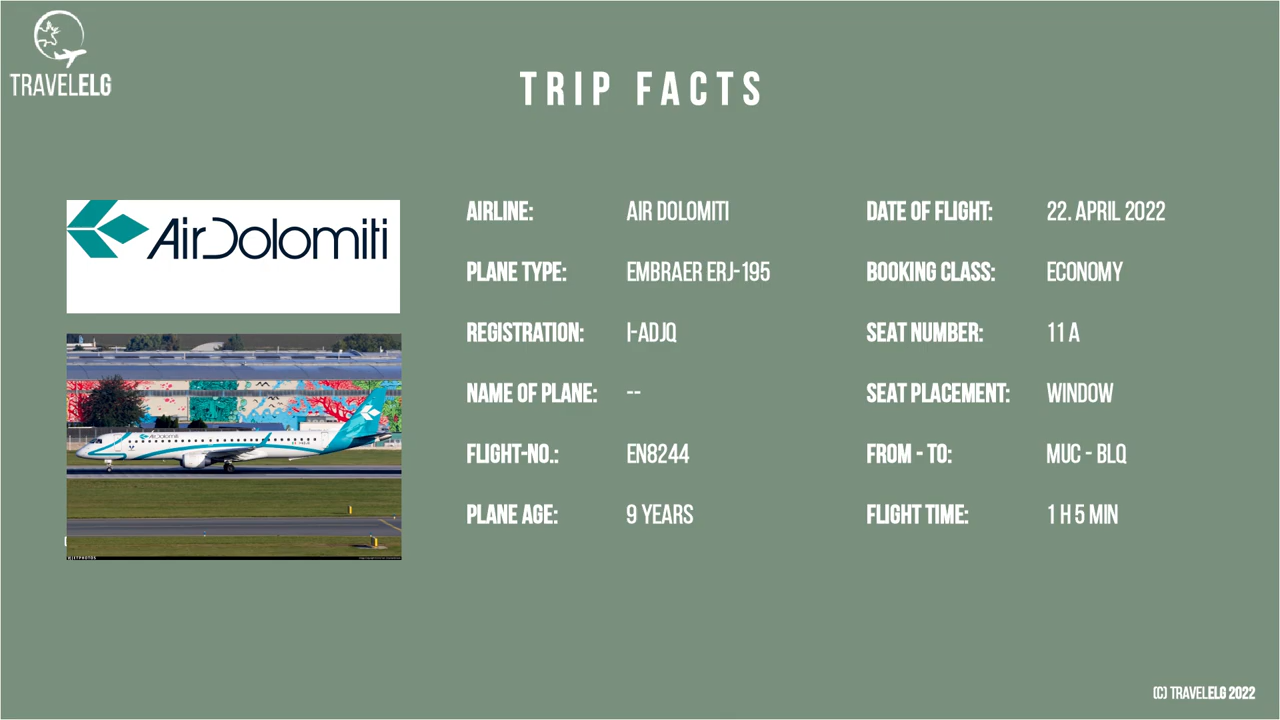 TRAVELELG
TRIP FACTS
AirDolomiti
AIRLINE: AIR DOLOMITI
PLANE TYPE: EMBRAER ERJ-195
REGISTRATION: I-ADJQ
NAME OF PLANE: --
FLIGHT-NO.: EN8244
PLANE AGE: 9 YEARS
DATE OF FLIGHT: 22. APRIL 2022
BOOKING CLASS: ECONOMY
SEAT NUMBER: 11 A
SEAT PLACEMENT: WINDOW
FROM - TO: MUC - BLQ
FLIGHT TIME: 1 H 5 MIN
AirDolomiti
JETPHOTOS
(C) TRAVELELG 2022